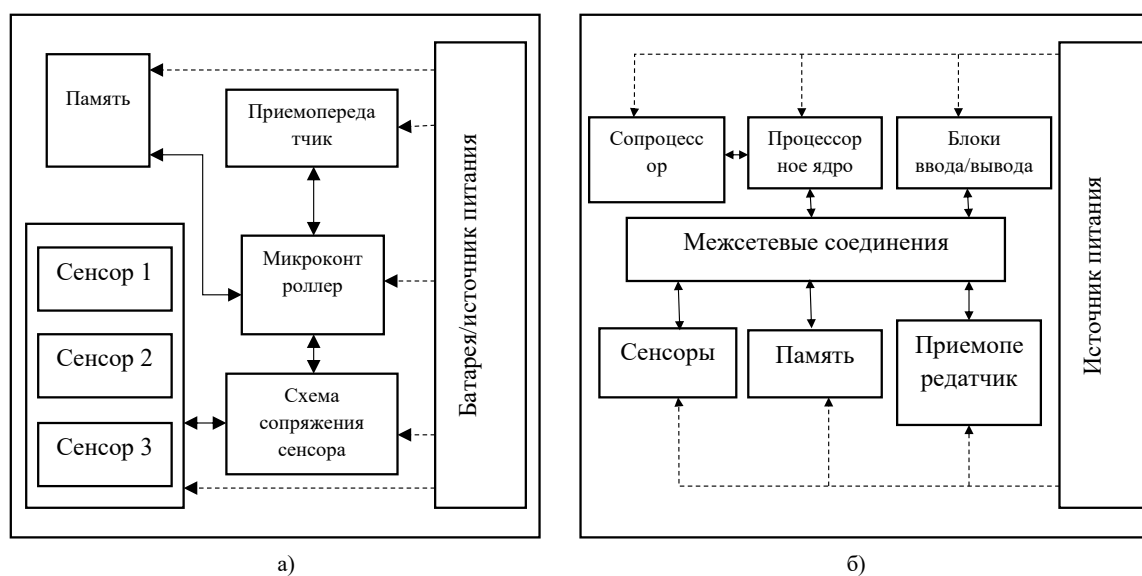 Память
Приемопереда
тчик
Микроконт
роллер
Сенсор 1
Сенсор 2
Сенсор 3
Схема
сопряжения
сенсора
Батарея/источник питания
а)
Сопроцесс
ор
Процессор
ное ядро
Блоки
ввода/вывода
Межсетевые соединения
Сенсоры
Память
Приемопе
редатчик
Источник питания
б)